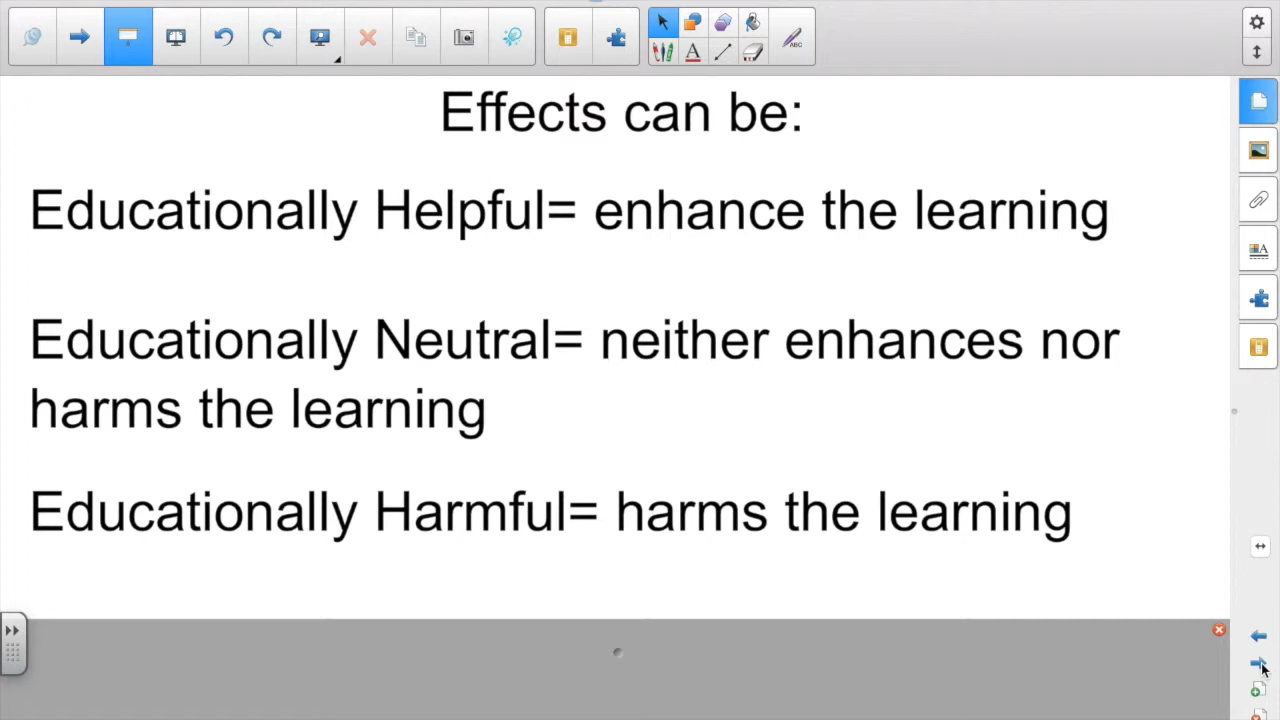 Effects can be:
Educationally Helpful= enhance the learning
Educationally Neutral= neither enhances nor
harms the learning
Educationally Harmful= harms the learning